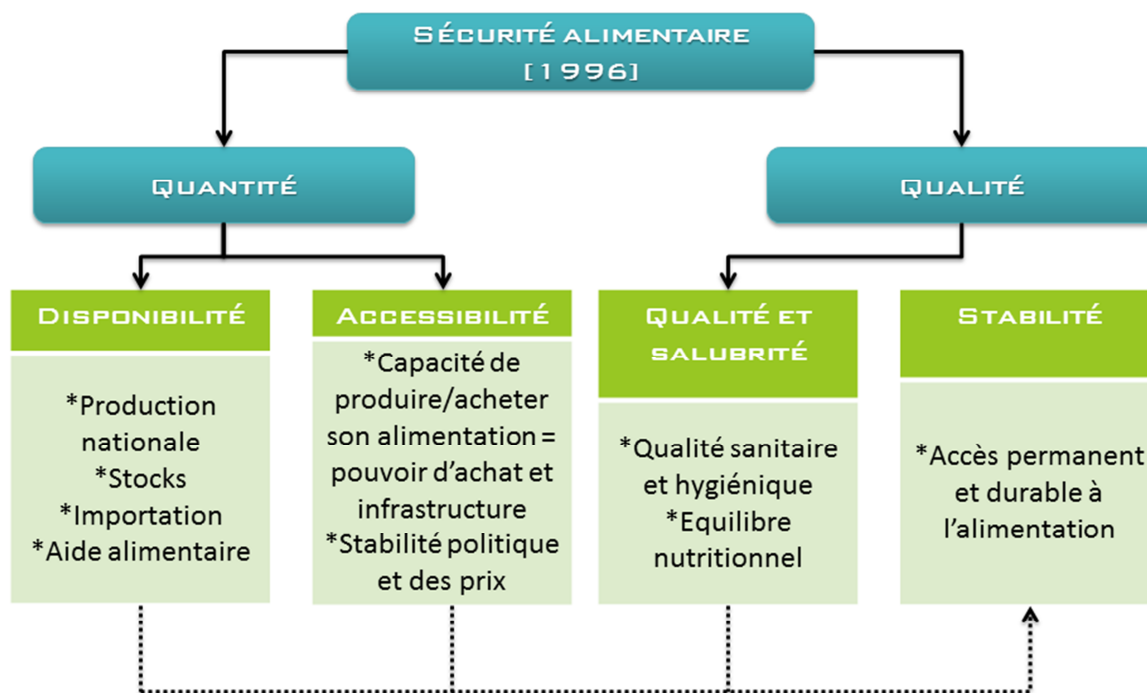 SÉCURITÉ ALIMENTAIRE
[1996]
QUANTITÉ
QUALITÉ
DISPONIBILITÉ
*Production
nationale
*Stocks
*Importation
*Aide alimentaire
ACCESSIBILITÉ
*Capacité de
produire/acheter
son alimentation =
pouvoir d’achat et
infrastructure
*Stabilité politique
et des prix
QUALITÉ ET
SALUBRITÉ
*Qualité sanitaire
et hygiénique
*Equilibre
nutritionnel
STABILITÉ
*Accès permanent
et durable à
l’alimentation